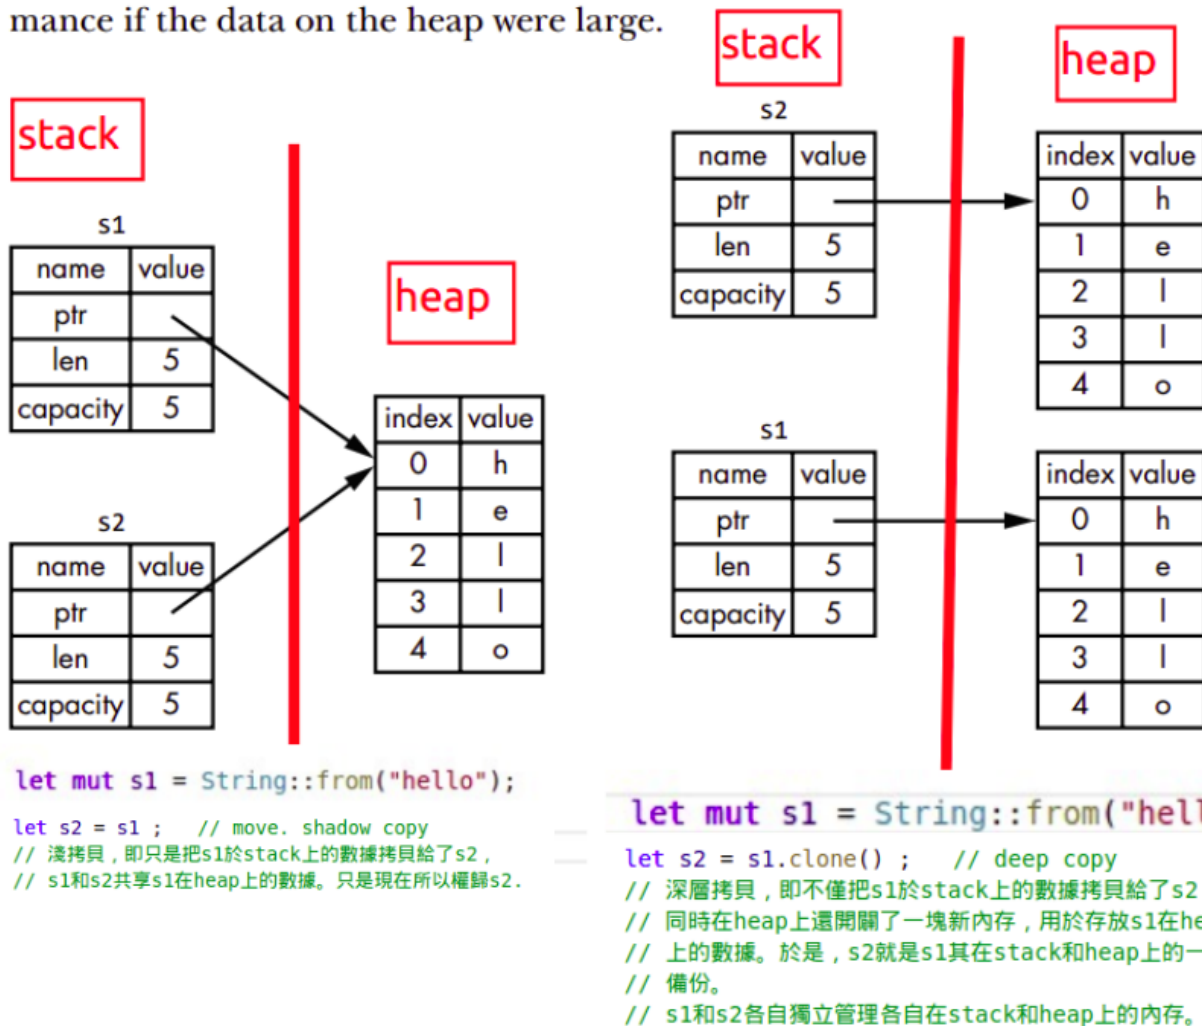 mance if the data on the heap were large.
stack
s1
name value
ptr
len 5
capacity 5
s2
name value
ptr
len 5
capacity 5
heap
index value
0 h
1 e
2 l
3 l
4 o
let mut s1 = String::from("hello");
let s2 = s1 ; // move. shadow copy
// 淺拷貝，即只是把s1於stack上的數據拷貝給了s2，
// s1和s2共享s1在heap上的數據。只是現在所以權歸s2.
stack
s2
name value
ptr
len 5
capacity 5
s1
name value
ptr
len 5
capacity 5
heap
index value
0 h
1 e
2 l
3 l
4 o
index value
0 h
1 e
2 l
3 l
4 o
let mut s1 = String::from("hell
let s2 = s1.clone() ; // deep copy
// 深層拷貝，即不僅把s1於stack上的數據拷貝給了s2
// 同時在heap上還開闢了一塊新內存，用於存放s1在he
// 上的數據。於是，s2就是s1其在stack和heap上的一
// 備份。
// s1和s2各自獨立管理各自在stack和heap上的內存。